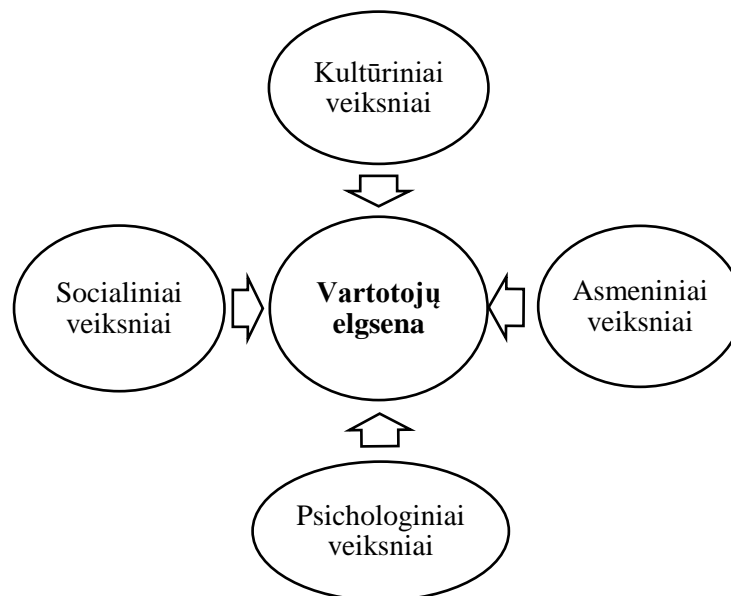 Kultūriniai
veiksniai
Socialiniai
veiksniai
Vartotojų
elgsena
Asmeniniai
veiksniai
Psichologiniai
veiksniai